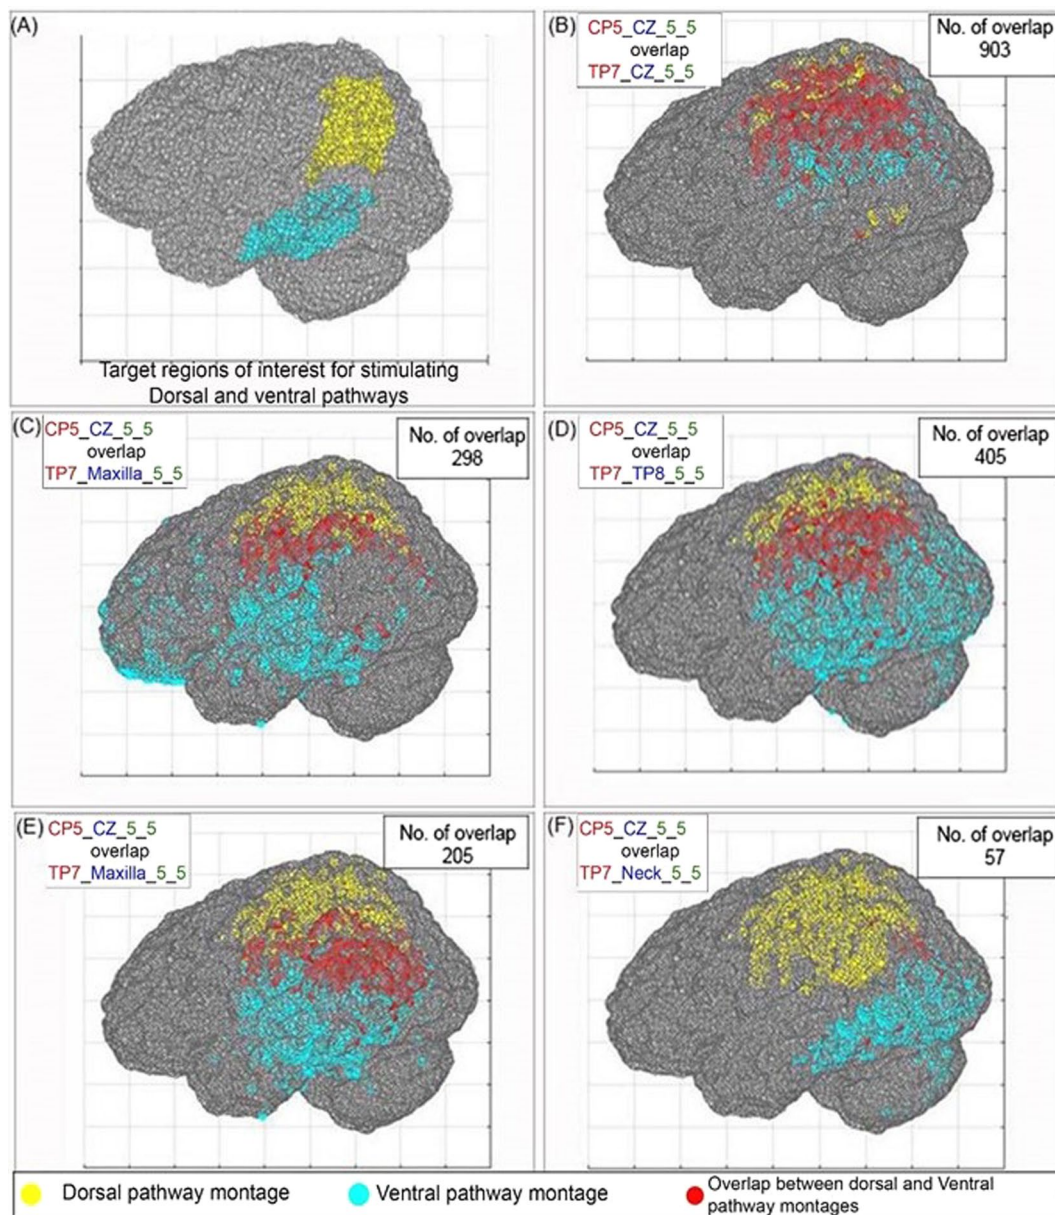 (A)
Target regions of interest for stimulating
Dorsal and ventral pathways
(B)
CP5_CZ_5_5
overlap
TP7_CZ_5_5
No. of overlap
903
(C)
CP5_CZ_5_5
overlap
TP7_Maxilla_5_5
No. of overlap
298
(D)
CP5_CZ_5_5
overlap
TP7_TP8_5_5
No. of overlap
405
(E)
CP5_CZ_5_5
overlap
TP7_Maxilla_5_5
No. of overlap
205
(F)
CP5_CZ_5_5
overlap
TP7_Neck_5_5
No. of overlap
57
Dorsal pathway montage
Ventral pathway montage
Overlap between dorsal and Ventral
pathway montages